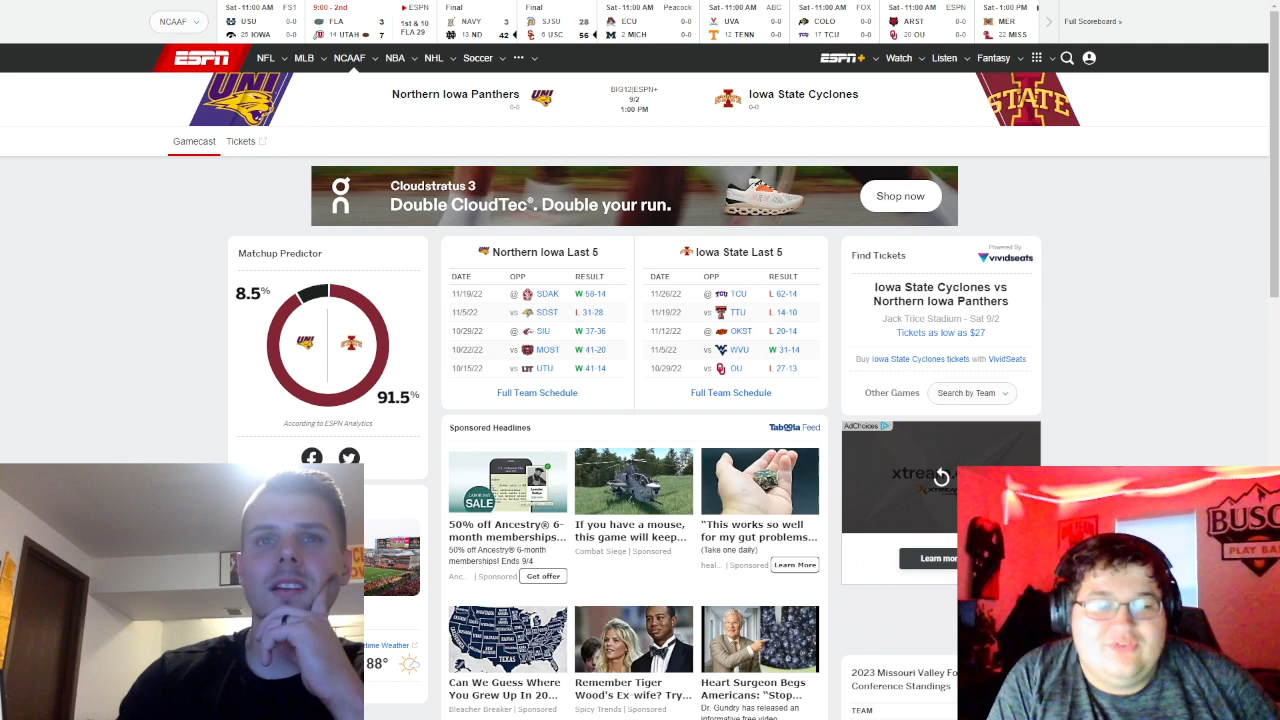 NCAAF
Sat - 11:00 AM FS1
USU 0-0
25 IOWA 0-0
9:00 - 2nd ESPN
FLA 3
14 UTAH 7
1st & 10
FLA 29
Final
NAVY 3
13 ND 42
Final
SJSU 28
6 USC 56
Sat - 11:00 AM Peacock
ECU 0-0
2 MICH 0-0
Sat - 11:00 AM ABC
UVA 0-0
12 TENN 0-0
Sat - 11:00 AM FOX
COLO 0-0
17 TCU 0-0
Sat - 11:00 AM ESPN
ARST 0-0
20 OU 0-0
Sat - 1:00 PM
MER
22 MISS
Full Scoreboard »
ESPN NFL MLB NCAAF NBA NHL Soccer ••• ESPN+ Watch Listen Fantasy
UNI
Northern Iowa Panthers
0-0
UNI
BIG12|ESPN+
9/2
1:00 PM
STATE
Iowa State Cyclones
0-0
STATE
Gamecast Tickets
Cloudstratus 3
Double CloudTec®. Double your run.
Shop now
Matchup Predictor
8.5%
UNI STATE
91.5%
According to ESPN Analytics
Northern Iowa Last 5
DATE OPP RESULT
11/19/22 @ SDAK W 58-14
11/5/22 vs SDST L 31-28
10/29/22 @ SIU W 37-36
10/22/22 vs MOST W 41-20
10/15/22 vs UTU W 41-14
Full Team Schedule
Iowa State Last 5
DATE OPP RESULT
11/26/22 @ TCU L 62-14
11/19/22 vs TTU L 14-10
11/12/22 @ OKST L 20-14
11/5/22 vs WVU W 31-14
10/29/22 vs OU L 27-13
Full Team Schedule
Find Tickets
Powered By
vividseats
Iowa State Cyclones vs
Northern Iowa Panthers
Jack Trice Stadium - Sat 9/2
Tickets as low as $27
Buy Iowa State Cyclones tickets with VividSeats
Other Games Search by Team
Sponsored Headlines
Taboola Feed
LABOR DAY
SALE
50% off Ancestry® 6-
month memberships...
50% off Ancestry® 6-month
memberships! Ends 9/4
Anc... | Sponsored Get offer
If you have a mouse,
this game will keep...
Combat Siege | Sponsored
“This works so well
for my gut problems...
(Take one daily)
heal... | Sponsored Learn More
AdChoices
xtream
Learn mor
BUSC
PLAY BA
etime Weather
88°
TEXAS
Can We Guess Where
You Grew Up In 20...
Bleacher Breaker | Sponsored
Remember Tiger
Wood's Ex-wife? Try...
Spicy Trends | Sponsored
Heart Surgeon Begs
Americans: “Stop...
Dr. Gundry has released an
informative free video
2023 Missouri Valley Fo
Conference Standings
TEAM